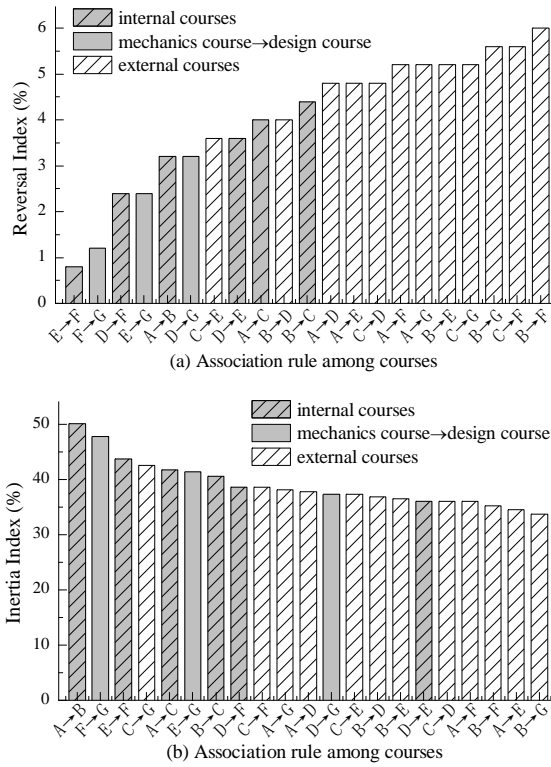 Reversal Index (%)
6
5
4
3
2
1
0
internal courses
mechanics course→design course
external courses
E→F F→G D→F E→G A→B D→G C→E D→E A→C B→D B→C A→D A→E C→D A→F A→G B→E C→G B→G C→F B→F
(a) Association rule among courses
Inertia Index (%)
50
40
30
20
10
0
internal courses
mechanics course→design course
external courses
A→B F→G E→F C→G A→C E→G B→C D→F C→F A→G A→D D→G C→E B→D B→E D→E C→D A→F B→F A→E B→G
(b) Association rule among courses